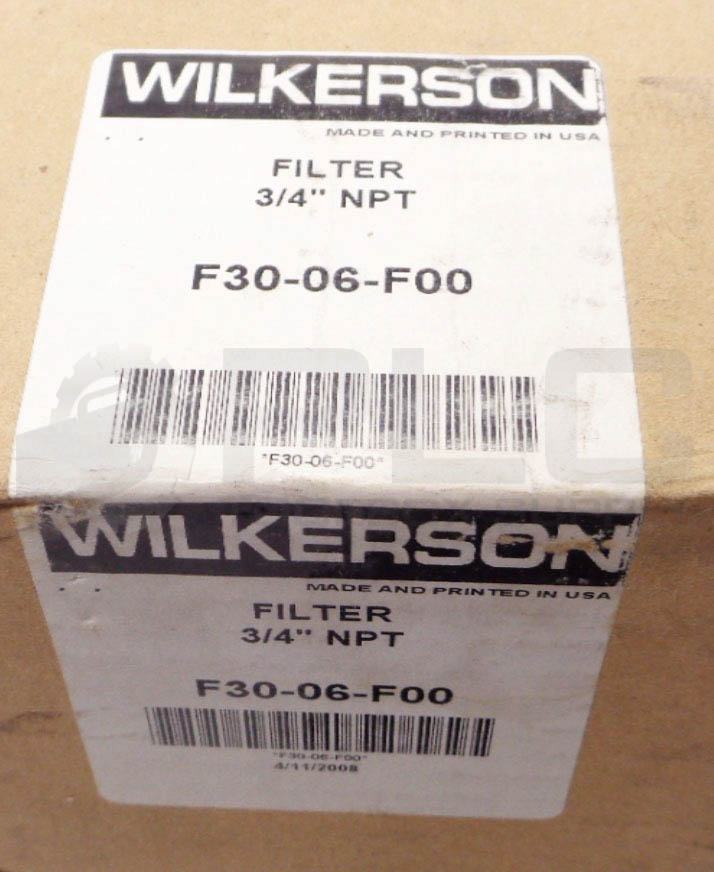 WILKERSON
MADE AND PRINTED IN USA
FILTER
3/4" NPT
F30-06-F00
PLC
*F30-06-F00*
WILKERSON
MADE AND PRINTED IN USA
FILTER
3/4" NPT
F30-06-F00
*F30-06-F00*
4/11/2008